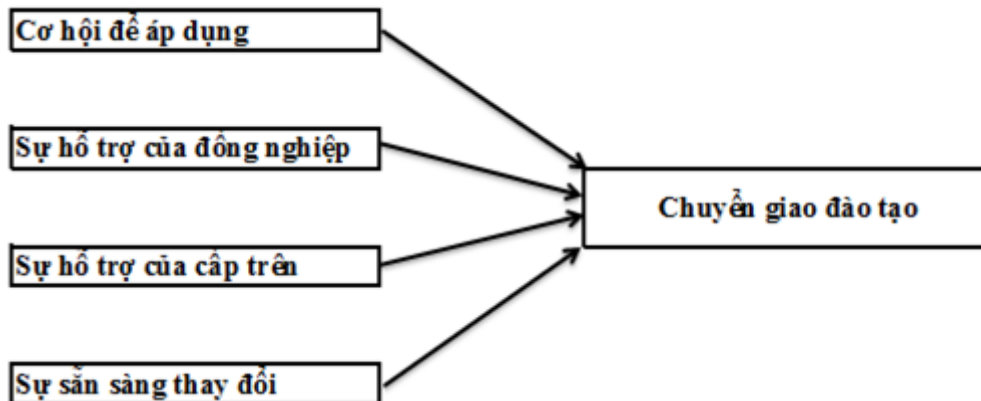 Cơ hội để áp dụng
Sự hỗ trợ của đồng nghiệp
Chuyển giao đào tạo
Sự hỗ trợ của cấp trên
Sự sẵn sàng thay đổi